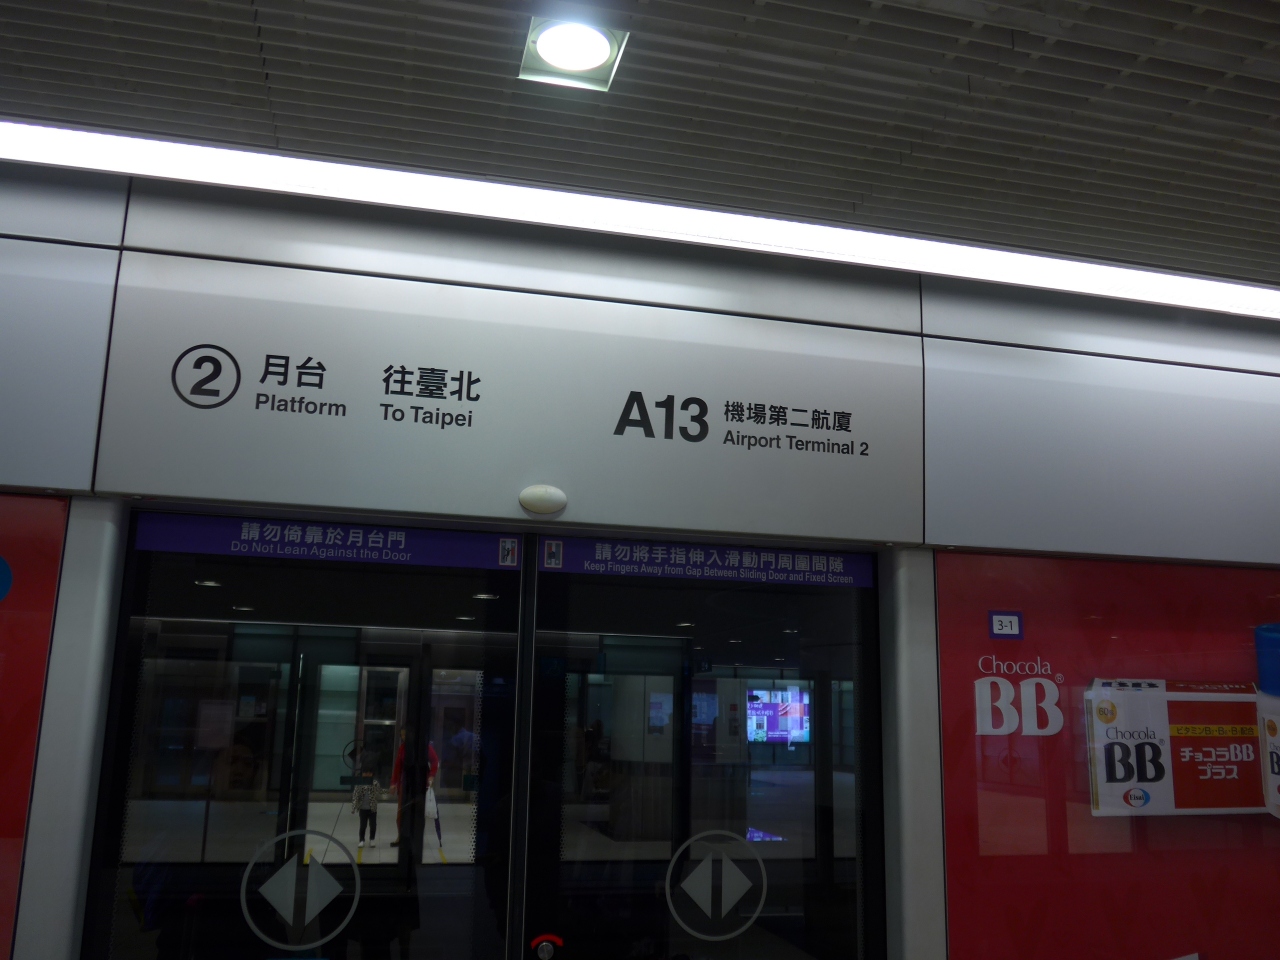 2 月台 往臺北
Platform To Taipei
A13 機場第二航廈
Airport Terminal 2
請勿倚靠於月台門
Do Not Lean Against the Door
請勿將手指伸入滑動門周圍間隙
Keep Fingers Away from Gap Between Sliding Door and Fixed Screen
3-1
Chocola
BB®
Chocola
BB
Eisai
チョコラBB
プラス